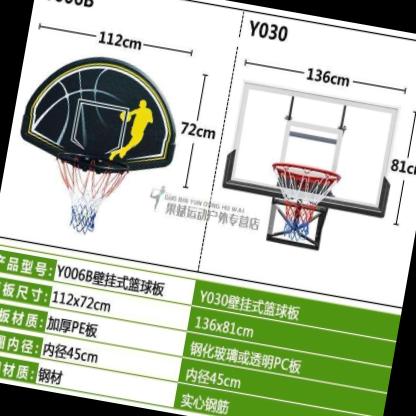 Y006B
Y030
112cm
136cm
72cm
81cm
GUO BIN YUN DONG HU WAI
果斌运动户外专营店
产品型号: Y006B壁挂式篮球板 Y030壁挂式篮球板
板尺寸: 112x72cm 136x81cm
板材质: 加厚PE板 钢化玻璃或透明PC板
圈内径: 内径45cm 内径45cm
材质: 钢材 实心钢筋